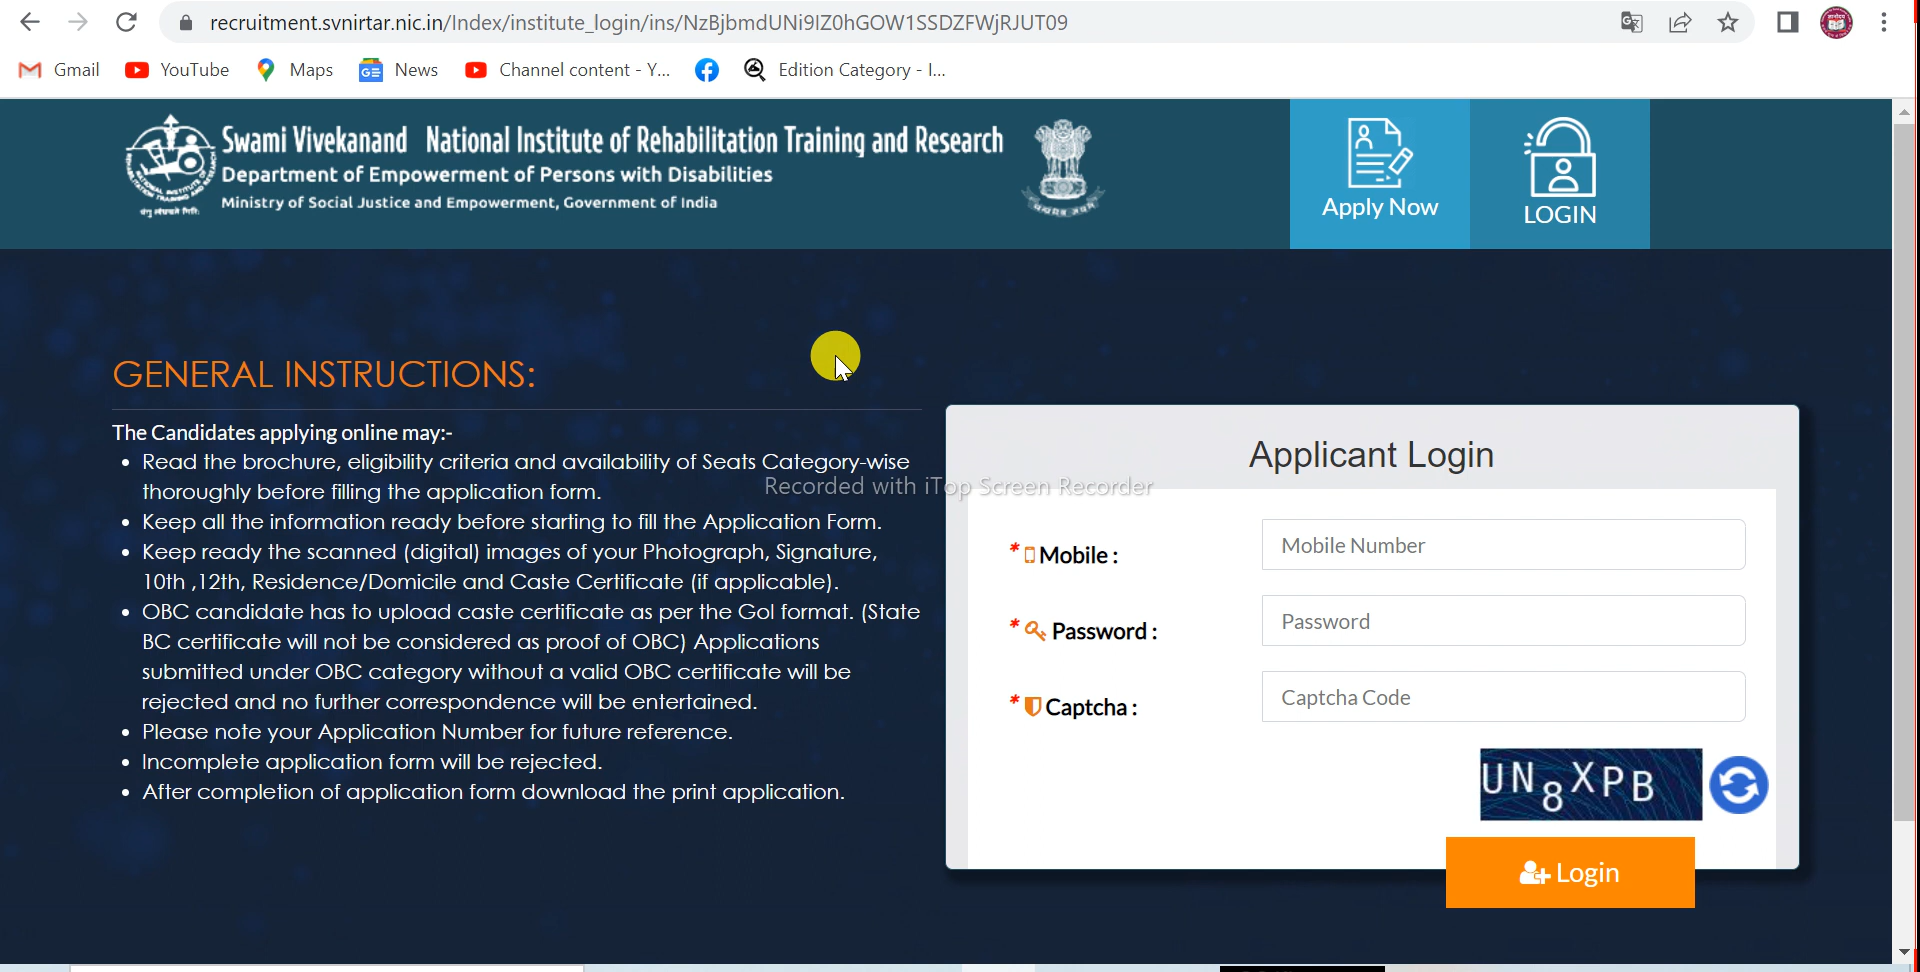 recruitment.svnirtar.nic.in/Index/institute_login/ins/NzBjbmdUNi9IZ0hGOW1SSDZFWjRJUT09
Gmail YouTube Maps News Channel content - Y... Edition Category - I...
Swami Vivekanand National Institute of Rehabilitation Training and Research
Department of Empowerment of Persons with Disabilities
Ministry of Social Justice and Empowerment, Government of India
Apply Now
LOGIN
GENERAL INSTRUCTIONS:
The Candidates applying online may:-
• Read the brochure, eligibility criteria and availability of Seats Category-wise
thoroughly before filling the application form.
• Keep all the information ready before starting to fill the Application Form.
• Keep ready the scanned (digital) images of your Photograph, Signature,
10th ,12th, Residence/Domicile and Caste Certificate (if applicable).
• OBC candidate has to upload caste certificate as per the GoI format. (State
BC certificate will not be considered as proof of OBC) Applications
submitted under OBC category without a valid OBC certificate will be
rejected and no further correspondence will be entertained.
• Please note your Application Number for future reference.
• Incomplete application form will be rejected.
• After completion of application form download the print application.
Recorded with iTop Screen Recorder
Applicant Login
* Mobile : Mobile Number
* Password : Password
* Captcha : Captcha Code
UN8XPB
Login